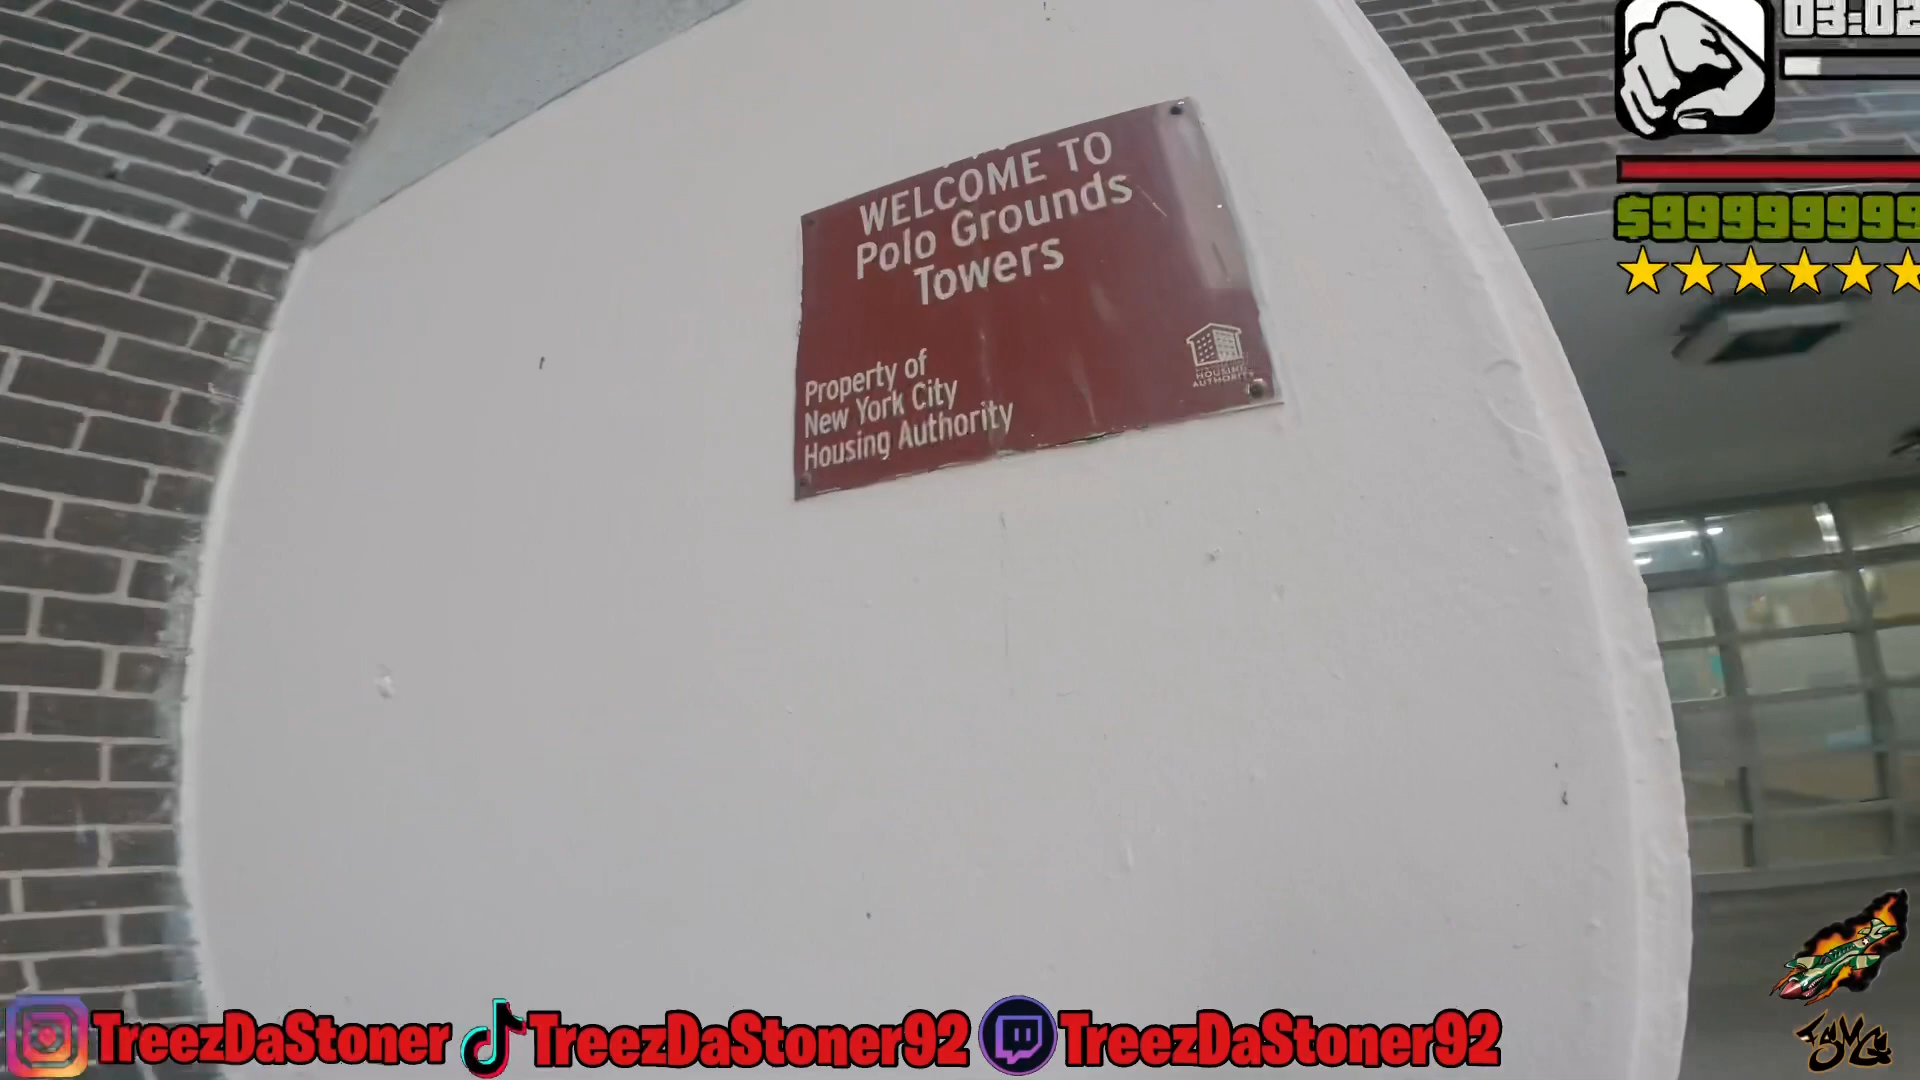 03:02
$999999999
WELCOME TO
Polo Grounds
Towers
Property of
New York City
Housing Authority
HOUSING
AUTHORITY
TreezDaStoner
TreezDaStoner92
TreezDaStoner92